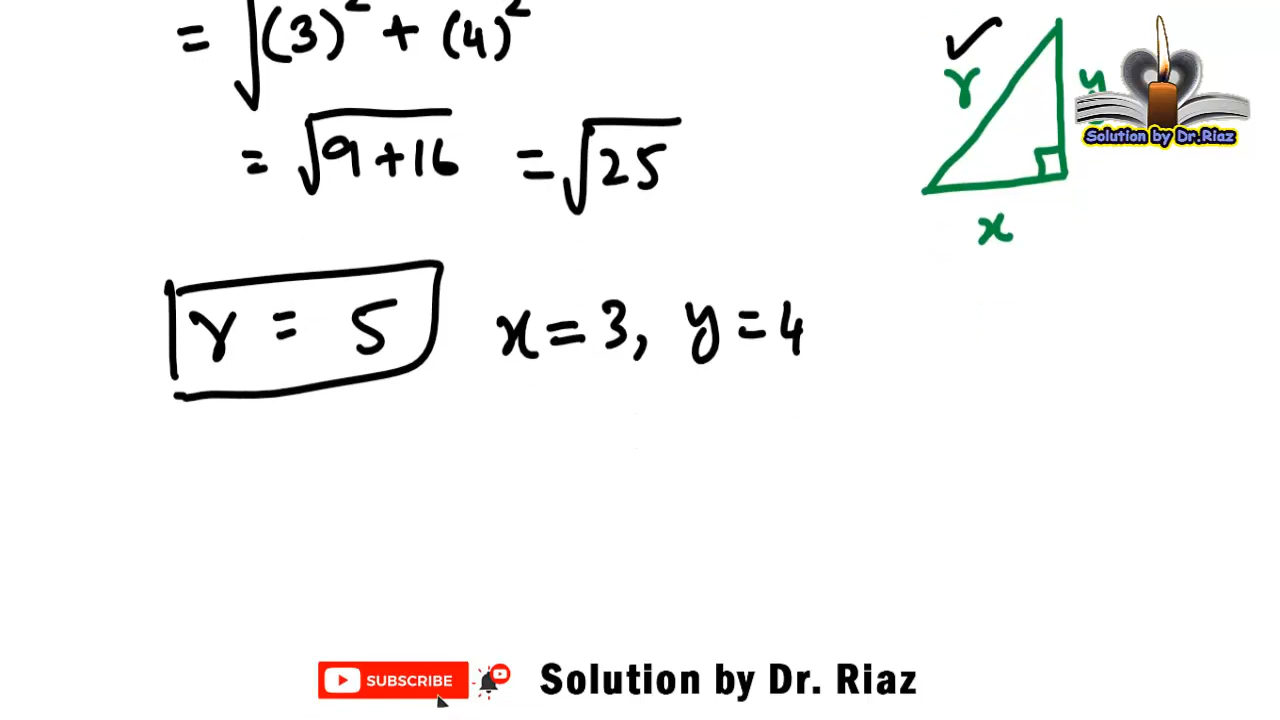 = √(3)² + (4)²
r
y
Solution by Dr.Riaz
= √9+16 = √25
x
r = 5 x = 3, y = 4
SUBSCRIBE
Solution by Dr. Riaz